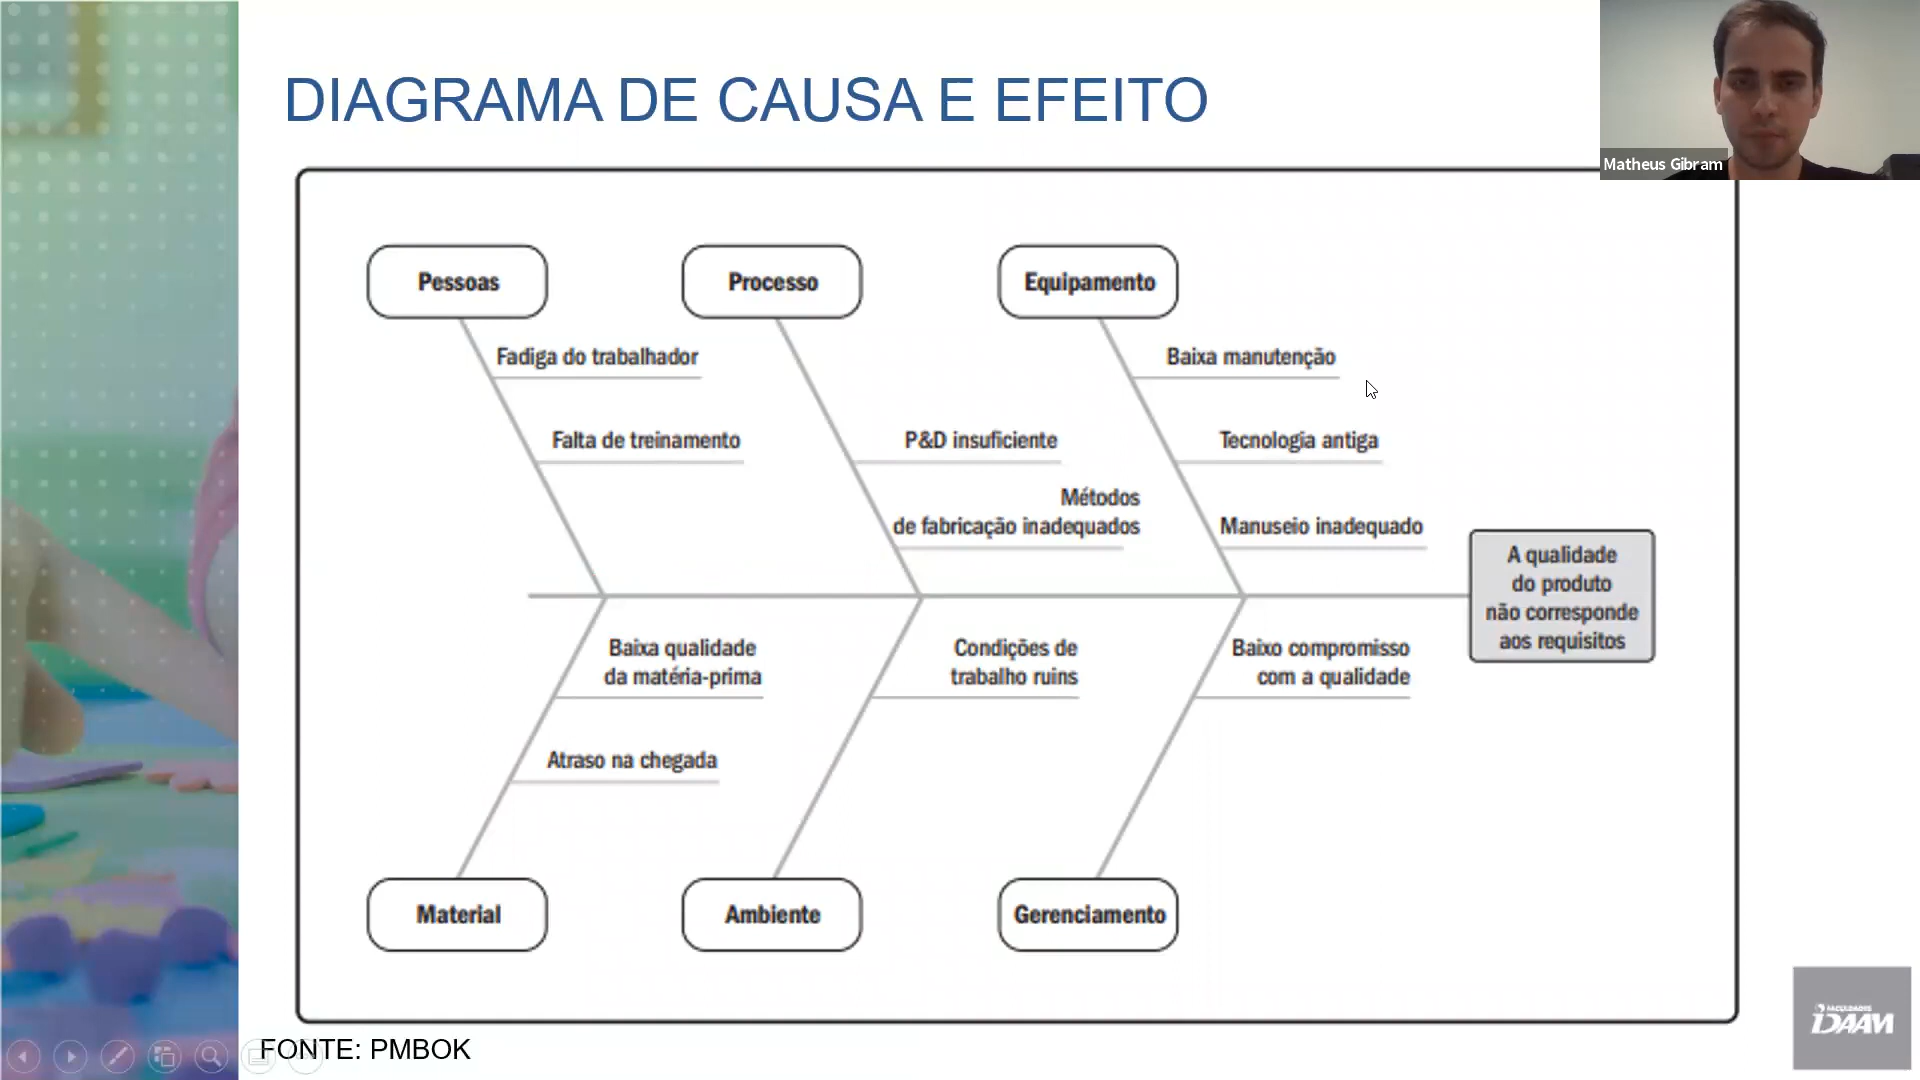 DIAGRAMA DE CAUSA E EFEITO
Matheus Gibram
Pessoas
Processo
Equipamento
Fadiga do trabalhador
Baixa manutenção
Falta de treinamento
P&D insuficiente
Tecnologia antiga
Métodos
de fabricação inadequados
Manuseio inadequado
A qualidade
do produto
não corresponde
aos requisitos
Baixa qualidade
da matéria-prima
Condições de
trabalho ruins
Baixo compromisso
com a qualidade
Atraso na chegada
Material
Ambiente
Gerenciamento
FACULDADES
IDAAM
FONTE: PMBOK